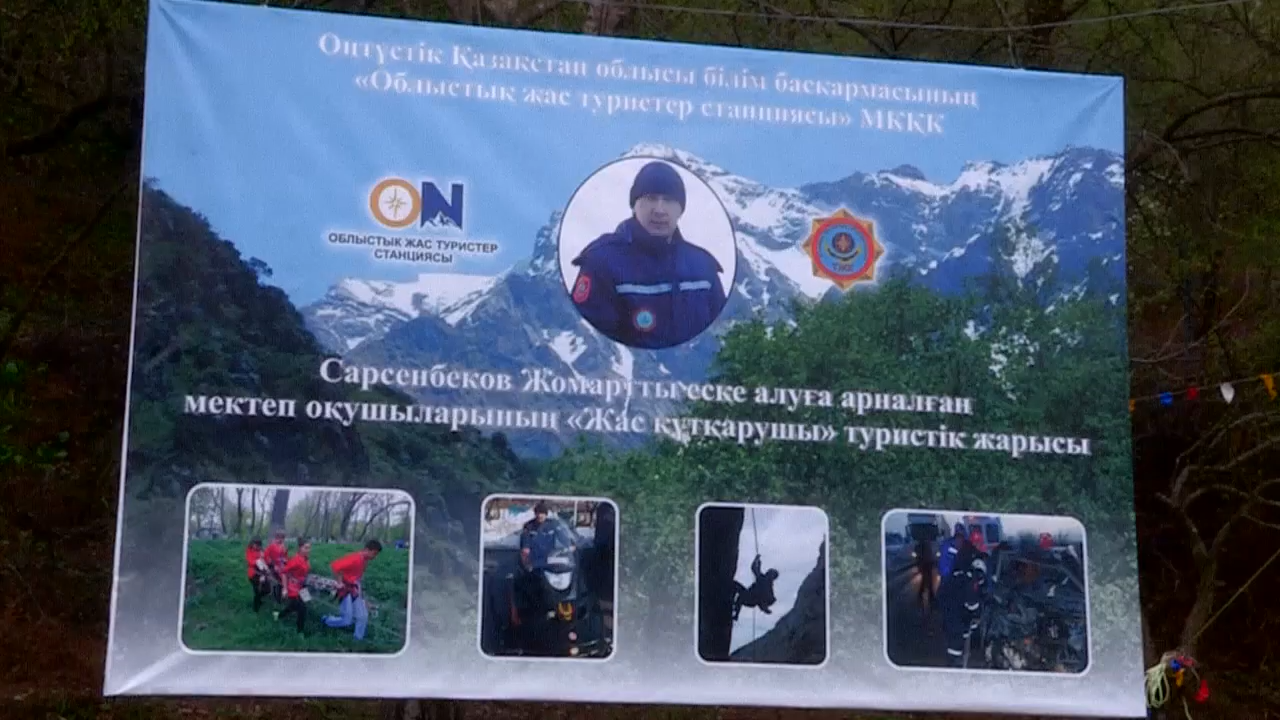 Оңтүстік Қазақстан облысы білім басқармасының
«Облыстық жас туристер станциясы» МКҚК
ON
ОБЛЫСТЫҚ ЖАС ТУРИСТЕР
СТАНЦИЯСЫ
Сарсенбеков Жомартты еске алуға арналған
мектеп оқушыларының «Жас құтқарушы» туристік жарысы